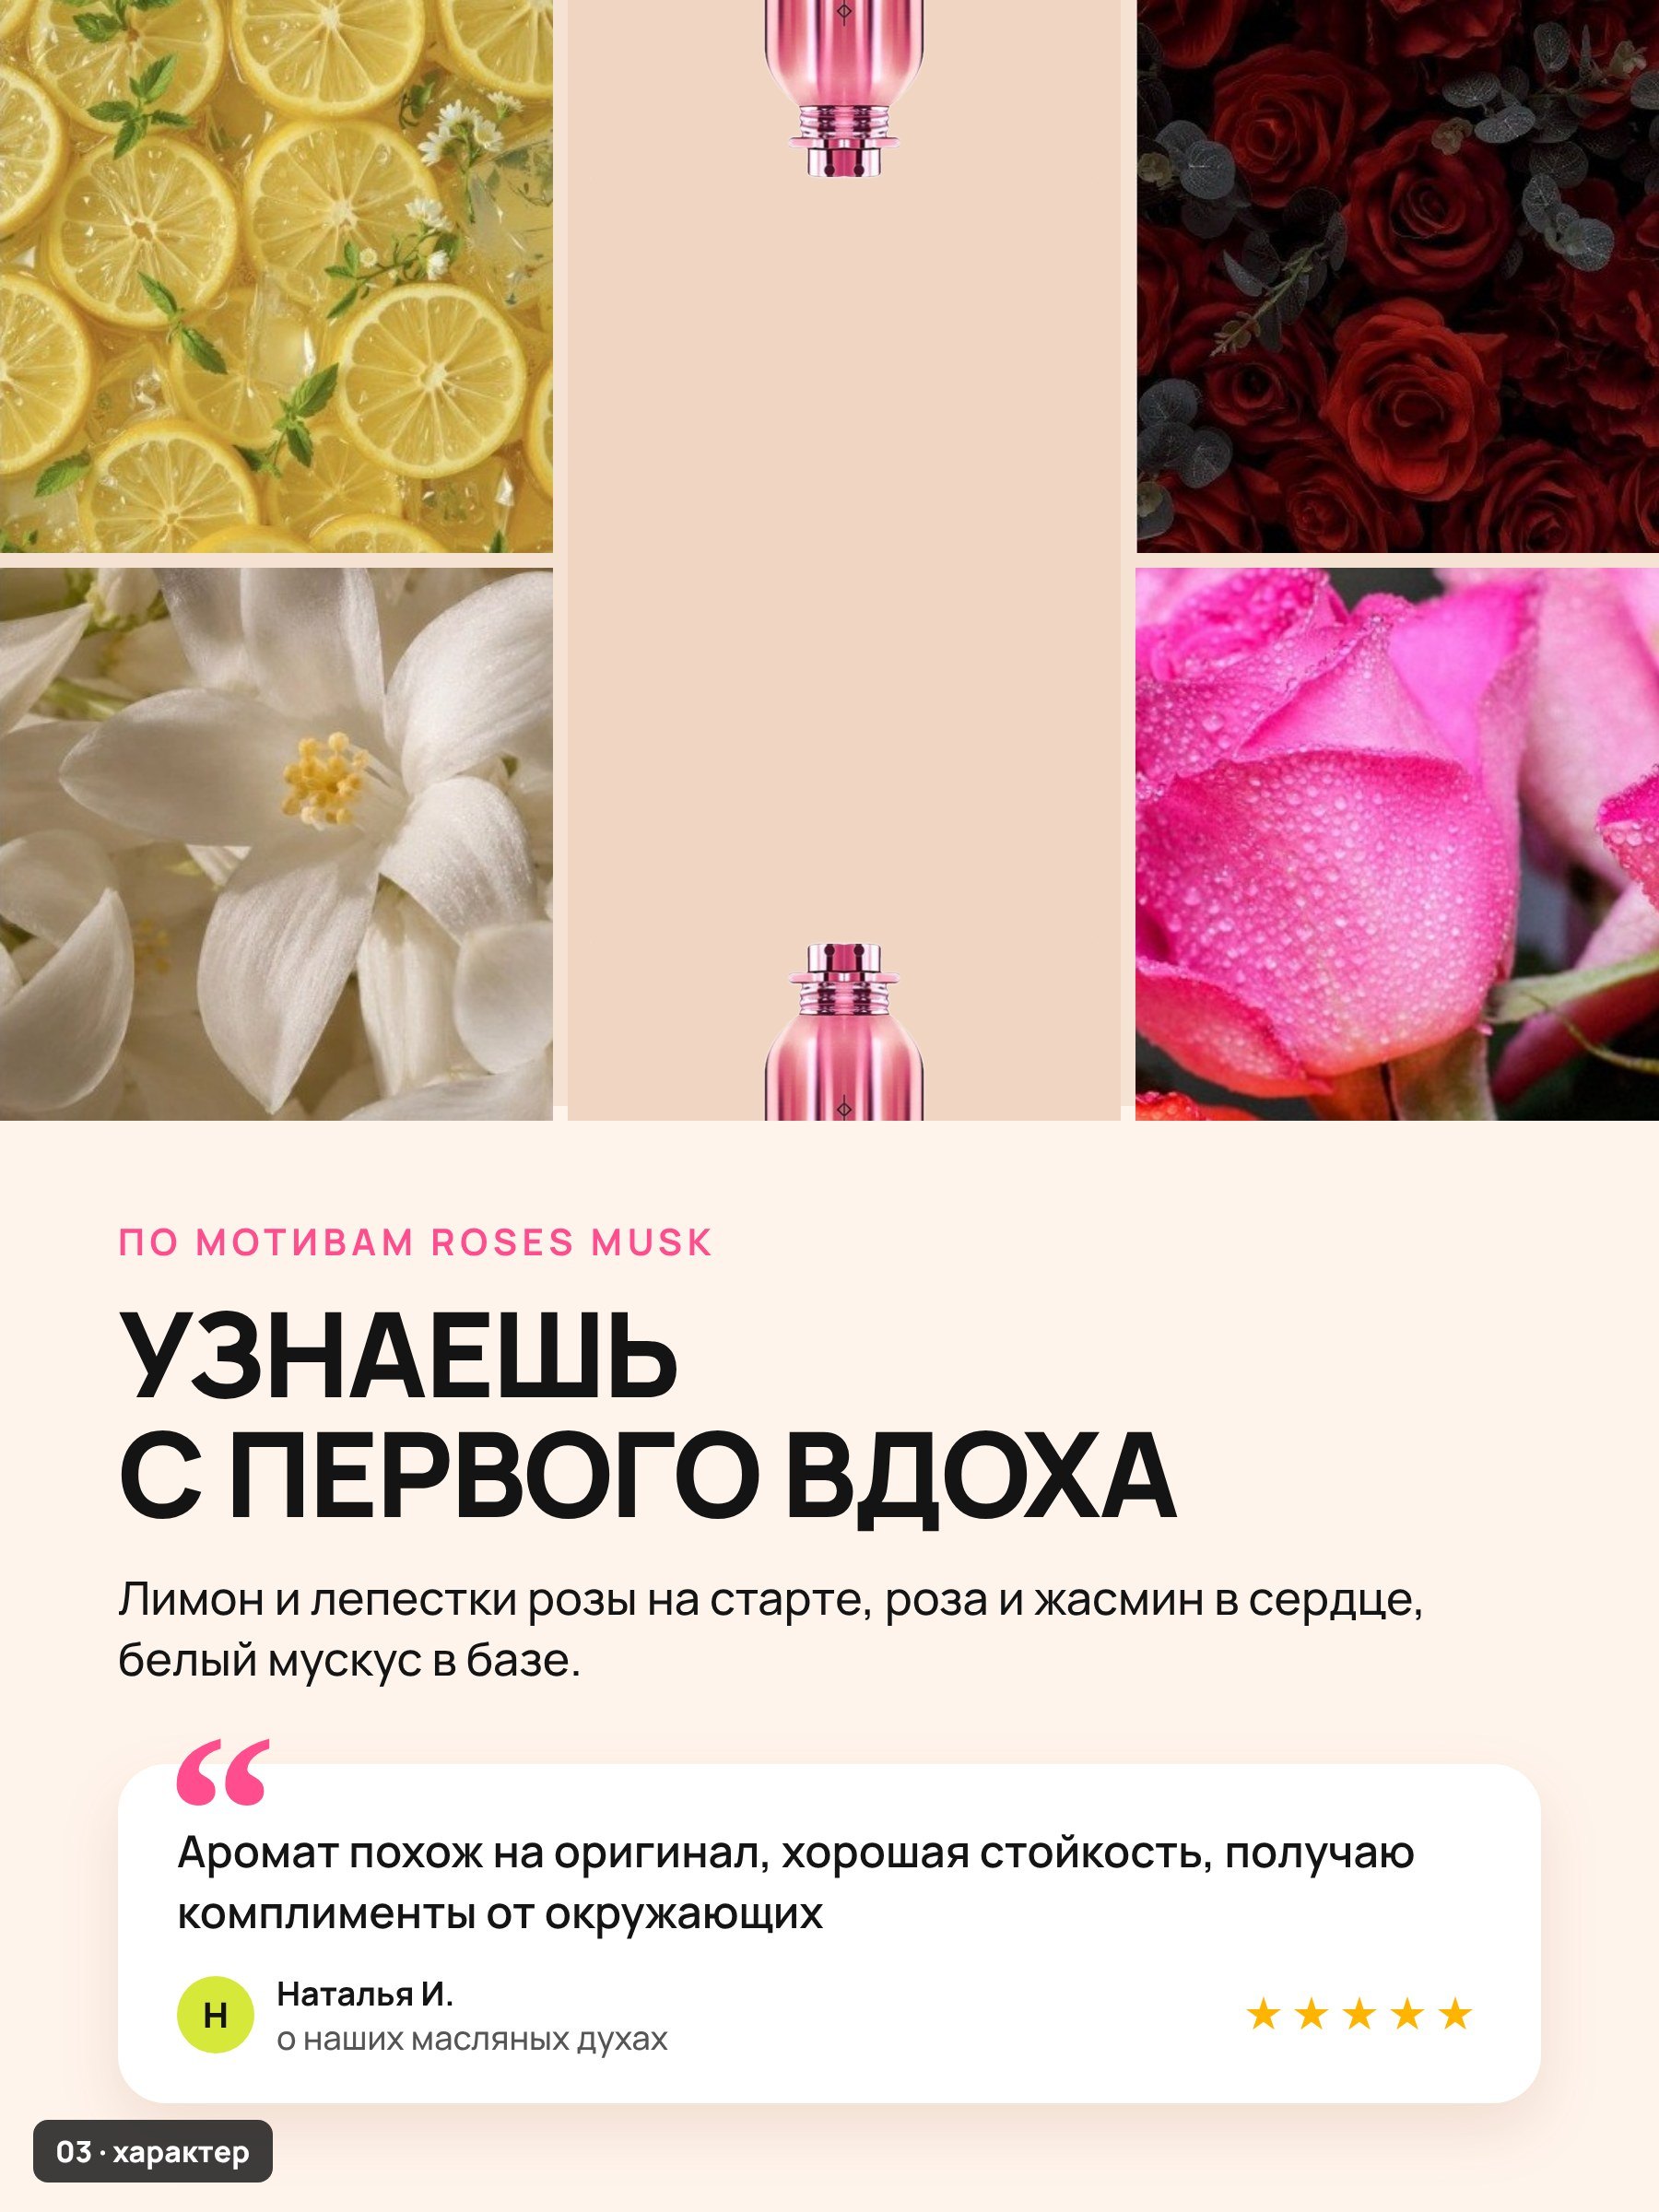 ПО МОТИВАМ ROSES MUSK
УЗНАЕШЬ
С ПЕРВОГО ВДОХА
Лимон и лепестки розы на старте, роза и жасмин в сердце,
белый мускус в базе.
“
Аромат похож на оригинал, хорошая стойкость, получаю
комплименты от окружающих
Н
Наталья И.
о наших масляных духах
★★★★★
03 · характер